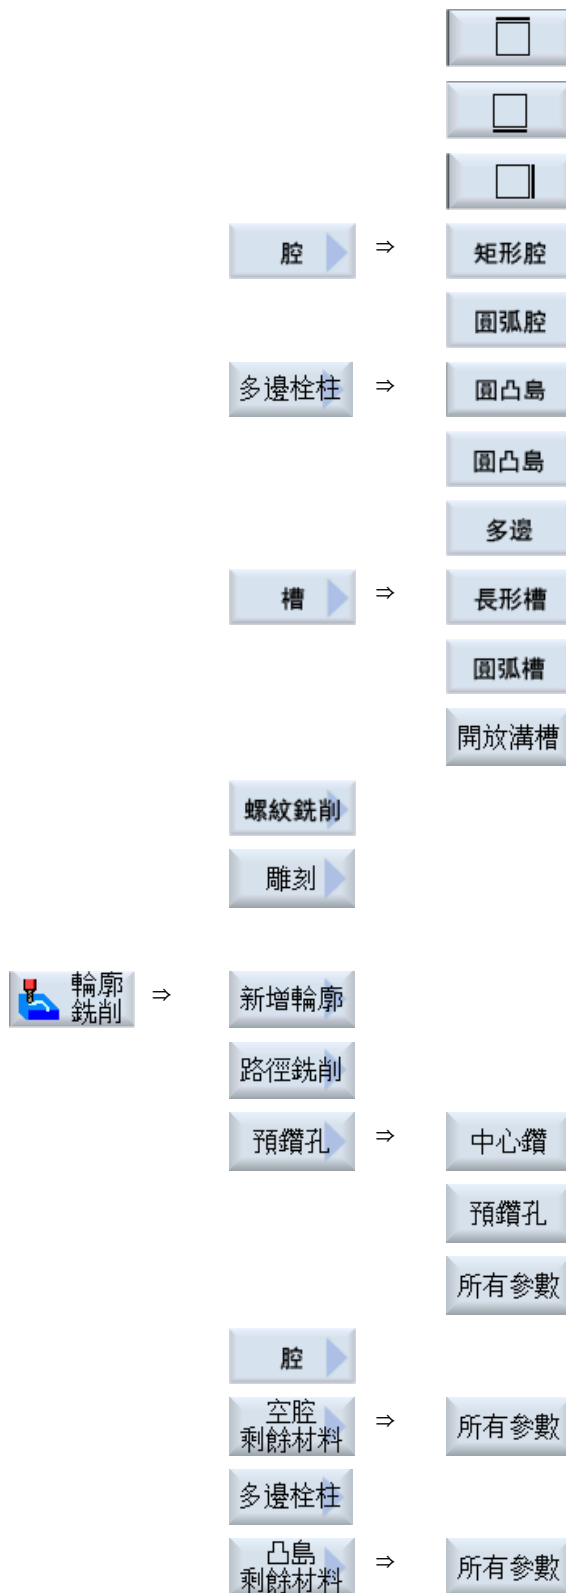 腔 ⇒ 矩形腔
圓弧腔
多邊栓柱 ⇒ 圓凸島
圓凸島
多邊
槽 ⇒ 長形槽
圓弧槽
開放溝槽
螺紋銑削
雕刻
輪廓
銑削 ⇒ 新增輪廓
路徑銑削
預鑽孔 ⇒ 中心鑽
預鑽孔
所有參數
腔
空腔
剩餘材料 ⇒ 所有參數
多邊栓柱
凸島
剩餘材料 ⇒ 所有參數